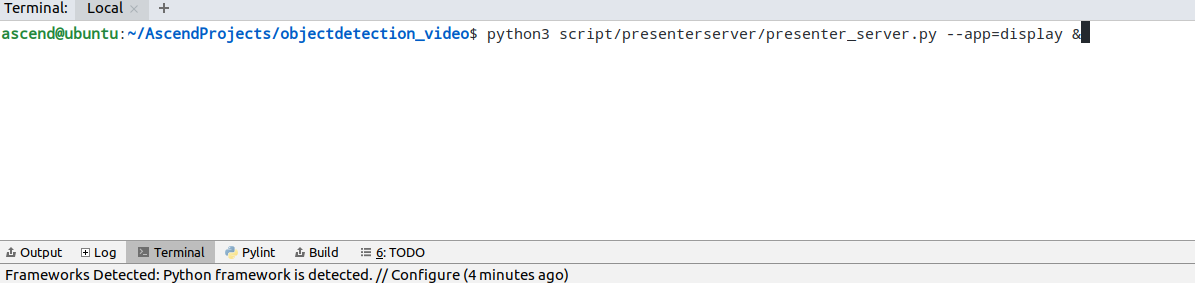 Terminal: Local × +
ascend@ubuntu:~/AscendProjects/objectdetection_video$ python3 script/presenterserver/presenter_server.py --app=display &
Output Log Terminal Pylint Build 6: TODO
Frameworks Detected: Python framework is detected. // Configure (4 minutes ago)